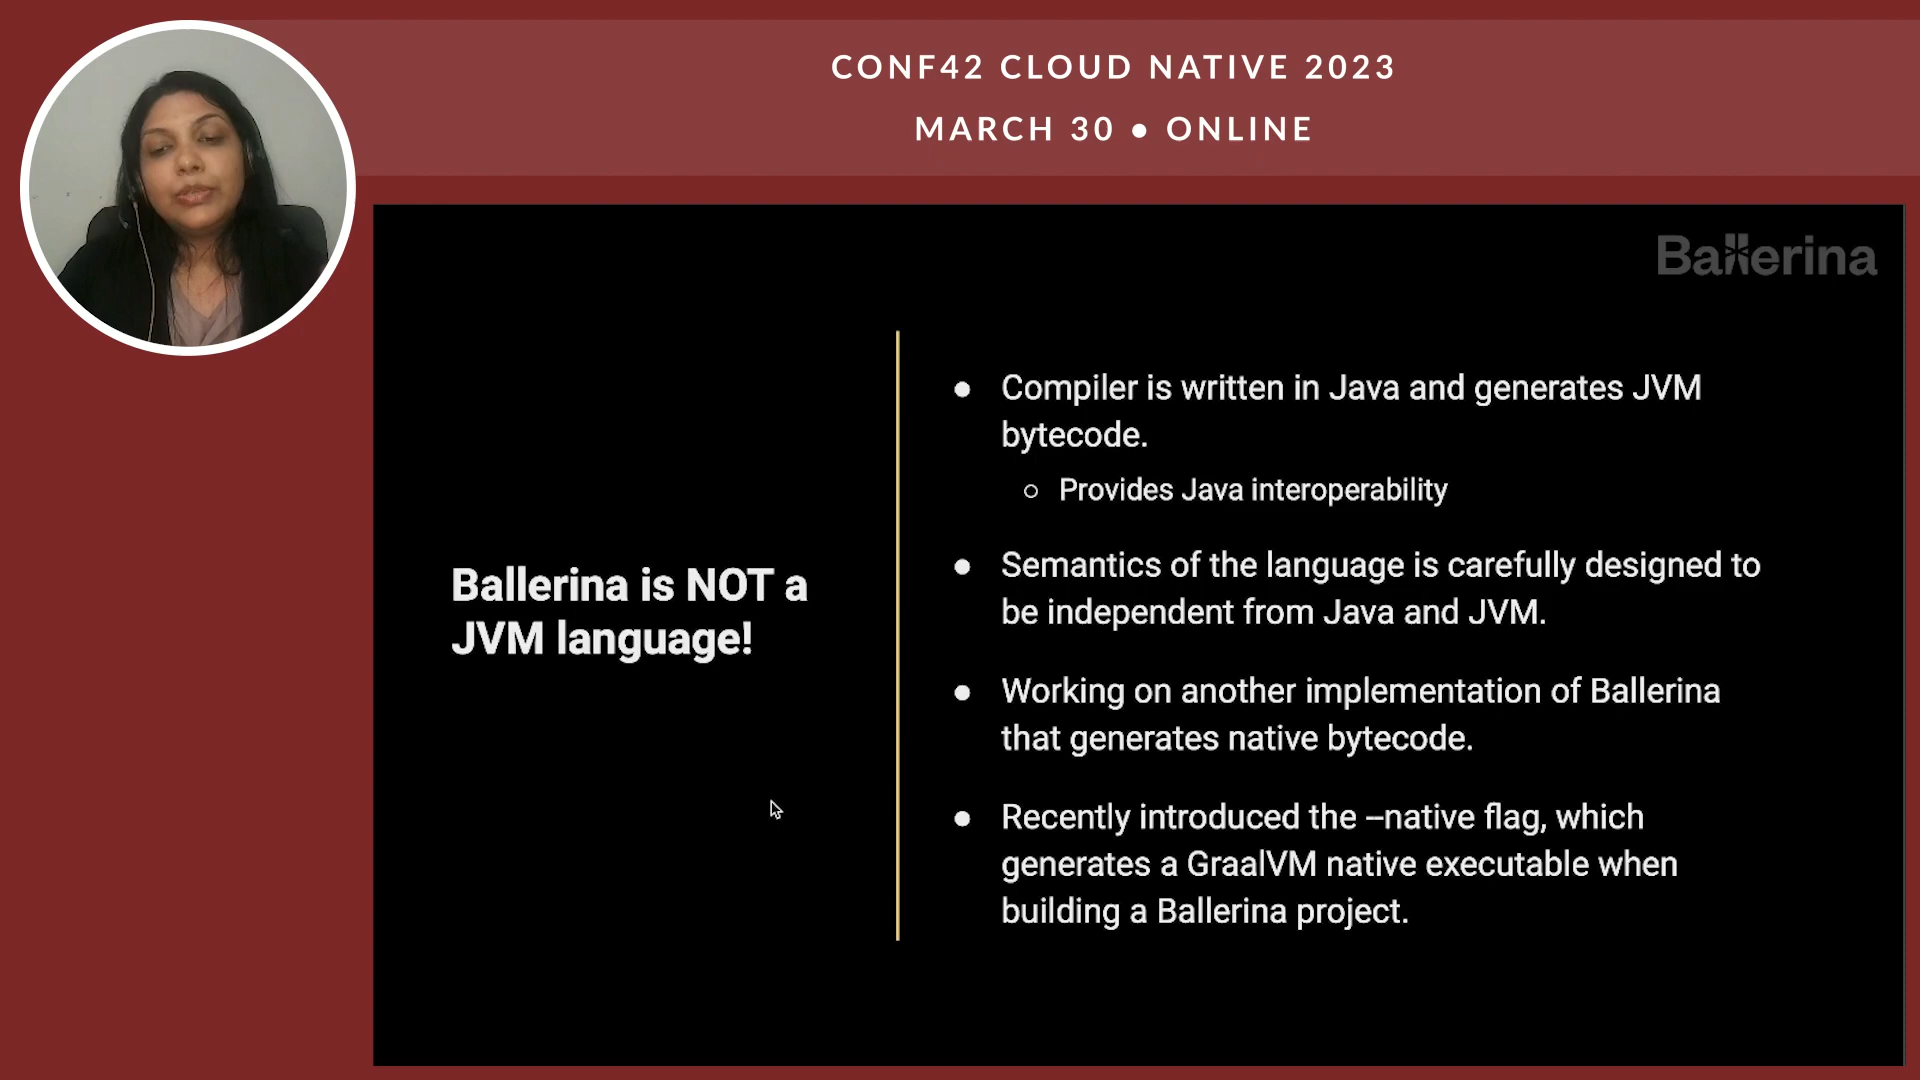 CONF42 CLOUD NATIVE 2023
MARCH 30 ● ONLINE
Ballerina
Ballerina is NOT a
JVM language!
● Compiler is written in Java and generates JVM
bytecode.
○ Provides Java interoperability
● Semantics of the language is carefully designed to
be independent from Java and JVM.
● Working on another implementation of Ballerina
that generates native bytecode.
● Recently introduced the –native flag, which
generates a GraalVM native executable when
building a Ballerina project.